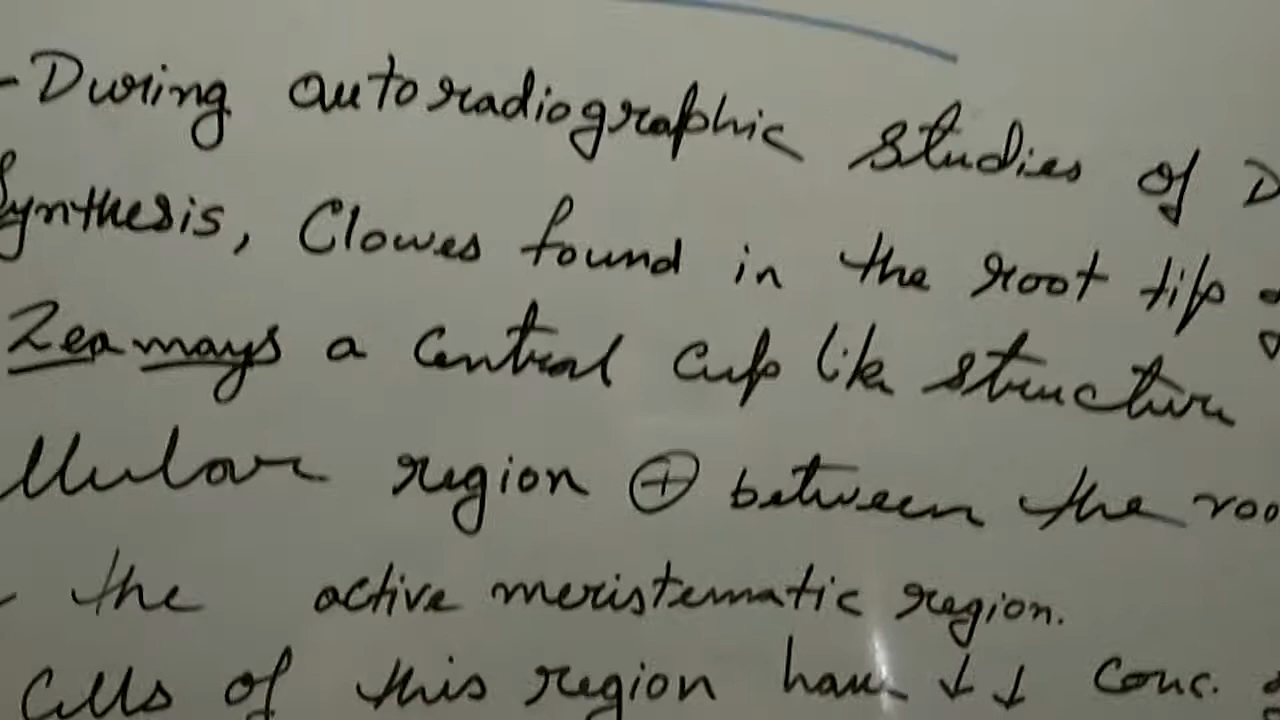 - During autoradiographic studies of D
Synthesis, Clowes found in the root tip
Zea mays a Central Cup like structure
llular region ⊕ between the roo
the active meristematic region.
Cells of this region have ↓↓ Conc.